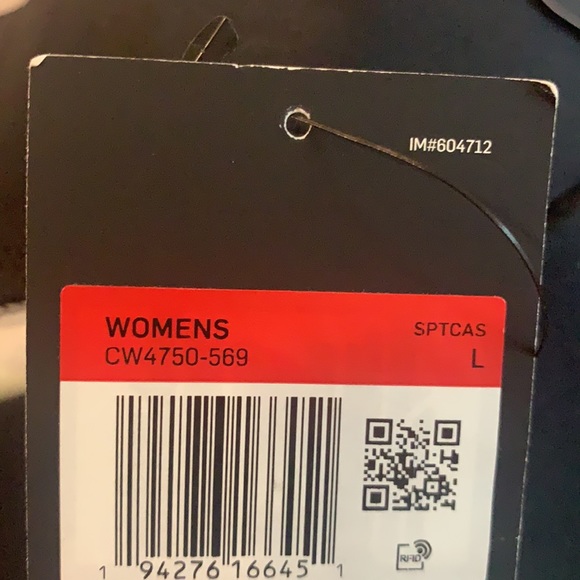 IM#604712
WOMENS SPTCAS
CW4750-569 L
1 94276 16645 1
RFID